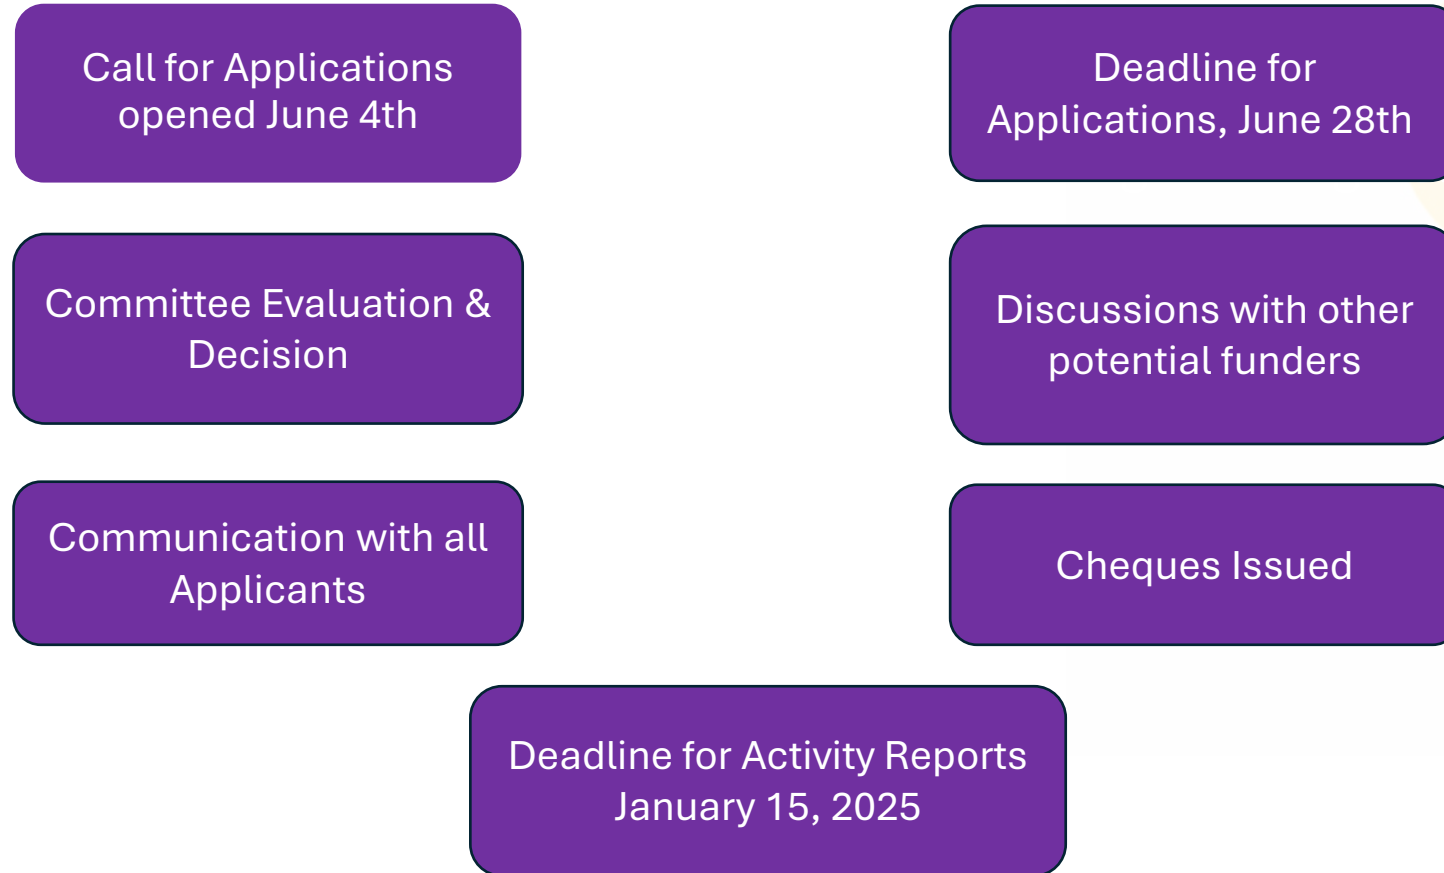 Call for Applications
opened June 4th
Deadline for
Applications, June 28th
Committee Evaluation &
Decision
Discussions with other
potential funders
Communication with all
Applicants
Cheques Issued
Deadline for Activity Reports
January 15, 2025